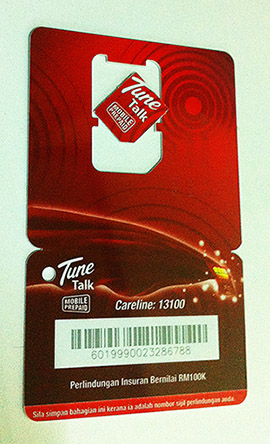 Tune
Talk
MOBILE
PREPAID
Tune
Talk
MOBILE
PREPAID
Careline: 13100
6019990023286788
Perlindungan Insuran Bernilai RM100K
Sila simpan bahagian ini kerana ia adalah nombor sijil perlindungan anda.